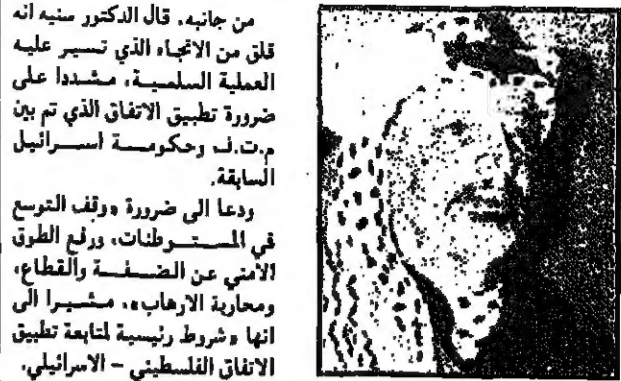 من جانبه، قال الدكتور سنيه انه
قلق من الاتجاه الذي تسير عليه
العملية السلمية، مشددا على
ضرورة تطبيق الاتفاق الذي تم بين
م.ت.ف وحكومة اسرائيل
السابقة.
ودعا الى ضرورة «وقف التوسع
في المستوطنات، ورفع الطوق
الامني عن الضفة والقطاع،
ومحاربة الارهاب»، مشيرا الى
انها «شروط رئيسية لمتابعة تطبيق
الاتفاق الفلسطيني - الاسرائيلي.